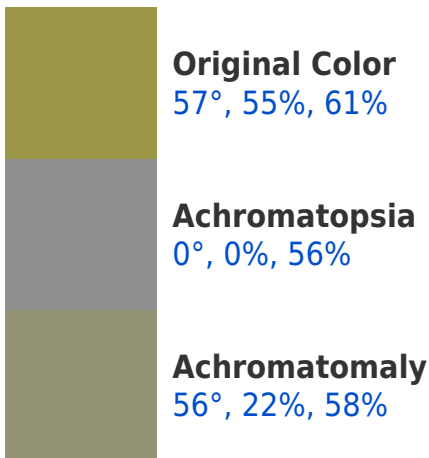 Original Color
57°, 55%, 61%
Achromatopsia
0°, 0%, 56%
Achromatomaly
56°, 22%, 58%